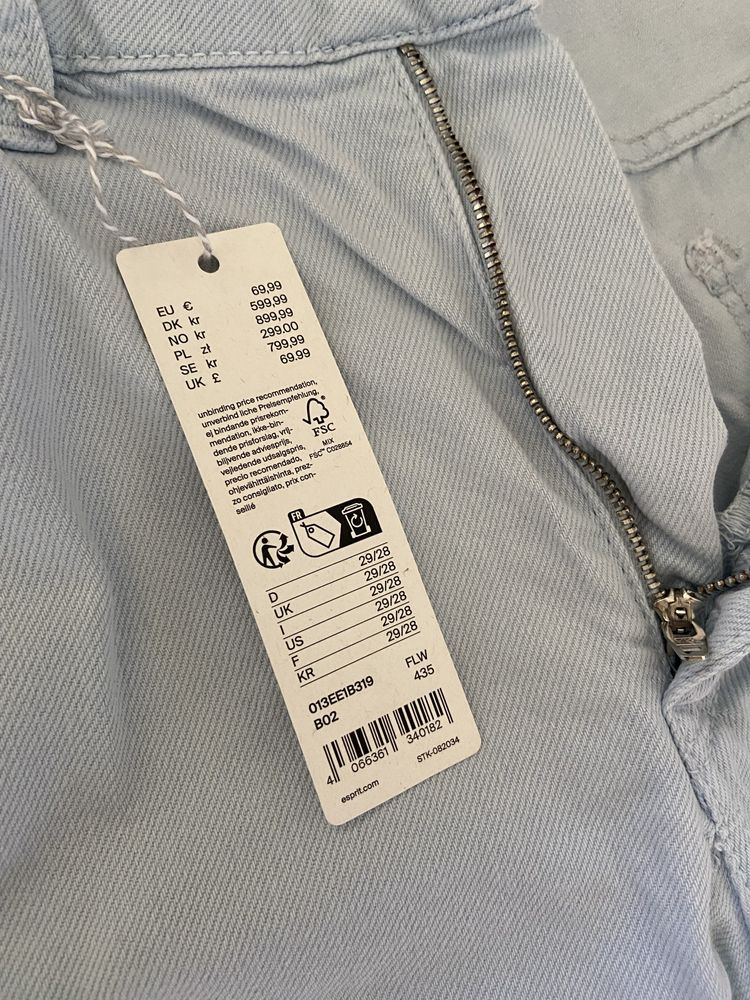 EU € 69,99
DK kr 599,99
NO kr 899,99
PL zł 299.00
SE kr 799,99
UK £ 69.99
unbinding price recommendation,
unverbind liche Preisempfehlung,
ej bindande prisrekom-
mendation, ikke-bin-
dende prisforslag, vrij-
blijvende adviesprijs,
vejledende udsalgspris,
precio recomendado,
ohjevähittäishinta, prez-
zo consigliato, prix con-
seillé
FSC
MIX
FSC® C028854
FR
D 29/28
UK 29/28
I 29/28
US 29/28
F 29/28
KR 29/28
013EE1B319 FLW
B02 435
4 066361 340182
esprit.com STK-082034